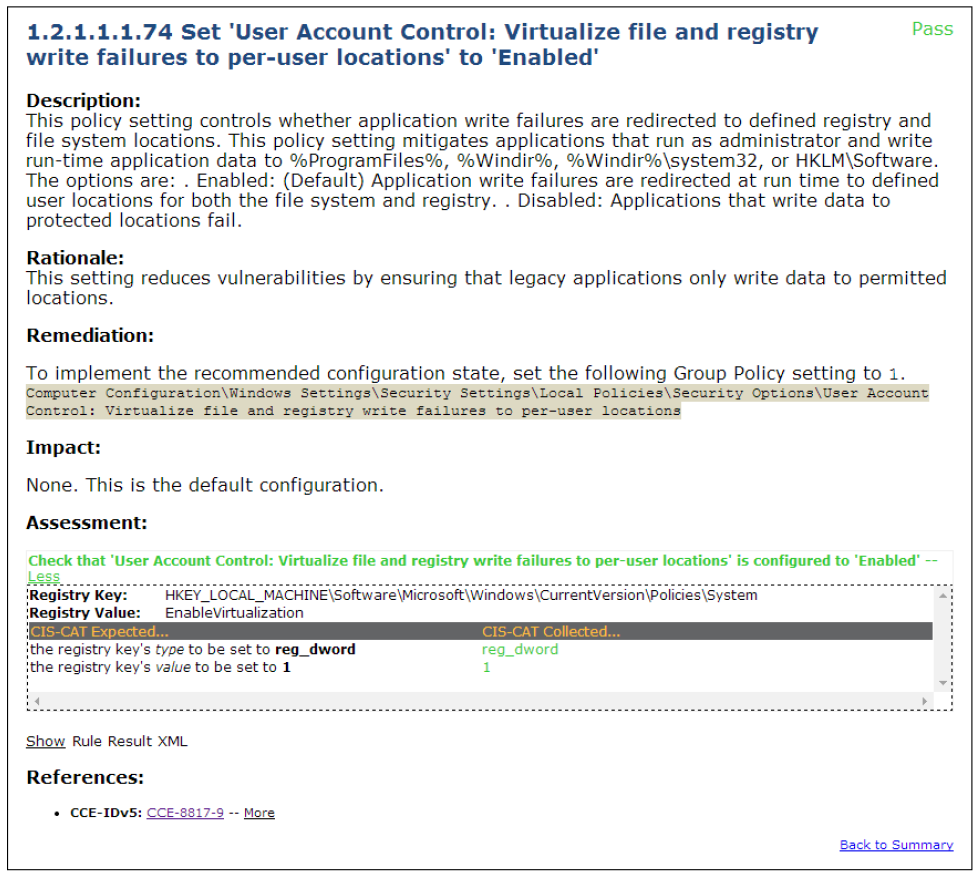 1.2.1.1.1.74 Set 'User Account Control: Virtualize file and registry
write failures to per-user locations' to 'Enabled'
Pass
Description:
This policy setting controls whether application write failures are redirected to defined registry and
file system locations. This policy setting mitigates applications that run as administrator and write
run-time application data to %ProgramFiles%, %Windir%, %Windir%\system32, or HKLM\Software.
The options are: . Enabled: (Default) Application write failures are redirected at run time to defined
user locations for both the file system and registry. . Disabled: Applications that write data to
protected locations fail.
Rationale:
This setting reduces vulnerabilities by ensuring that legacy applications only write data to permitted
locations.
Remediation:
To implement the recommended configuration state, set the following Group Policy setting to 1.
Computer Configuration\Windows Settings\Security Settings\Local Policies\Security Options\User Account
Control: Virtualize file and registry write failures to per-user locations
Impact:
None. This is the default configuration.
Assessment:
Check that 'User Account Control: Virtualize file and registry write failures to per-user locations' is configured to 'Enabled' --
Less
Registry Key: HKEY_LOCAL_MACHINE\Software\Microsoft\Windows\CurrentVersion\Policies\System
Registry Value: EnableVirtualization
CIS-CAT Expected... CIS-CAT Collected...
the registry key's type to be set to reg_dword reg_dword
the registry key's value to be set to 1 1
Show Rule Result XML
References:
• CCE-IDv5: CCE-8817-9 -- More
Back to Summary